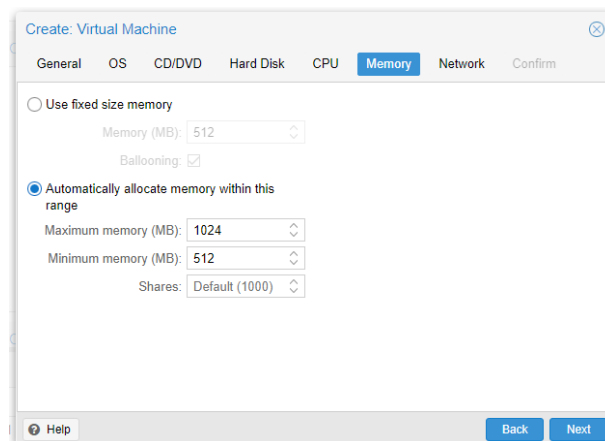 Create: Virtual Machine
General OS CD/DVD Hard Disk CPU Memory Network Confirm
Use fixed size memory
Memory (MB): 512
Ballooning:
Automatically allocate memory within this
range
Maximum memory (MB): 1024
Minimum memory (MB): 512
Shares: Default (1000)
Help Back Next